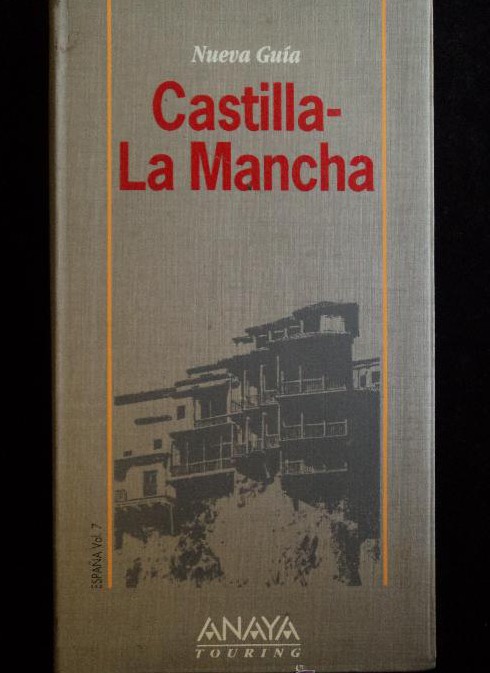 Nueva Guía
Castilla-
La Mancha
ESPAÑA Vol. 7
ANAYA
TOURING